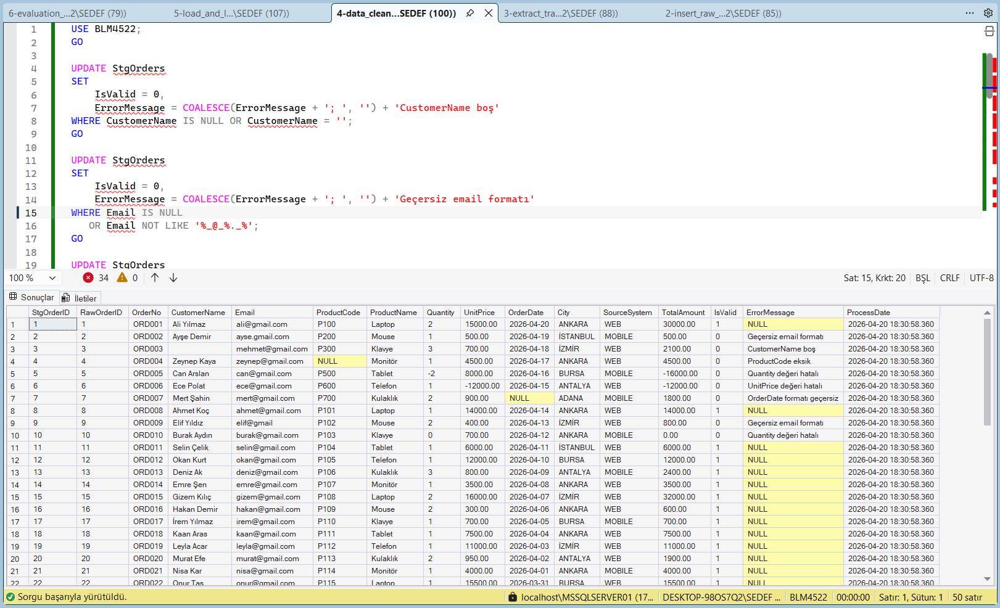 6-evaluation_...2\SEDEF (79)) 5-load_and_l...\SEDEF (107)) 4-data_clean...SEDEF (100)) 3-extract_tra...2\SEDEF (88)) 2-insert_raw_...2\SEDEF (85))
1 USE BLM4522;
2 GO
3
4 UPDATE StgOrders
5 SET
6 IsValid = 0,
7 ErrorMessage = COALESCE(ErrorMessage + '; ', '') + 'CustomerName boş'
8 WHERE CustomerName IS NULL OR CustomerName = '';
9 GO
10
11 UPDATE StgOrders
12 SET
13 IsValid = 0,
14 ErrorMessage = COALESCE(ErrorMessage + '; ', '') + 'Geçersiz email formatı'
15 WHERE Email IS NULL
16 OR Email NOT LIKE '%_@_%._%';
17 GO
18
19 UPDATE StgOrders
100 % 34 0 Sat: 15, Krkt: 20 BŞL CRLF UTF-8
Sonuçlar İletiler
StgOrderID RawOrderID OrderNo CustomerName Email ProductCode ProductName Quantity UnitPrice OrderDate City SourceSystem TotalAmount IsValid ErrorMessage ProcessDate
1 1 1 ORD001 Ali Yılmaz ali@gmail.com P100 Laptop 2 15000.00 2026-04-20 ANKARA WEB 30000.00 1 NULL 2026-04-20 18:30:58.360
2 2 2 ORD002 Ayşe Demir ayse.gmail.com P200 Mouse 1 500.00 2026-04-19 İSTANBUL MOBILE 500.00 0 Geçersiz email formatı 2026-04-20 18:30:58.360
3 3 3 ORD003 mehmet@gmail.com P300 Klavye 3 700.00 2026-04-18 İZMİR WEB 2100.00 0 CustomerName boş 2026-04-20 18:30:58.360
4 4 4 ORD004 Zeynep Kaya zeynep@gmail.com NULL Monitör 1 4500.00 2026-04-17 ANKARA WEB 4500.00 0 ProductCode eksik 2026-04-20 18:30:58.360
5 5 5 ORD005 Can Arslan can@gmail.com P500 Tablet -2 8000.00 2026-04-16 BURSA MOBILE -16000.00 0 Quantity değeri hatalı 2026-04-20 18:30:58.360
6 6 6 ORD006 Ece Polat ece@gmail.com P600 Telefon 1 -12000.00 2026-04-15 ANTALYA WEB -12000.00 0 UnitPrice değeri hatalı 2026-04-20 18:30:58.360
7 7 7 ORD007 Mert Şahin mert@gmail.com P700 Kulaklık 2 900.00 NULL ADANA MOBILE 1800.00 0 OrderDate formatı geçersiz 2026-04-20 18:30:58.360
8 8 8 ORD008 Ahmet Koç ahmet@gmail.com P101 Laptop 1 14000.00 2026-04-14 ANKARA WEB 14000.00 1 NULL 2026-04-20 18:30:58.360
9 9 9 ORD009 Elif Yıldız elif@gmail P102 Mouse 2 400.00 2026-04-13 İZMİR WEB 800.00 0 Geçersiz email formatı 2026-04-20 18:30:58.360
10 10 10 ORD010 Burak Aydın burak@gmail.com P103 Klavye 0 700.00 2026-04-12 ANKARA MOBILE 0.00 0 Quantity değeri hatalı 2026-04-20 18:30:58.360
11 11 11 ORD011 Selin Çelik selin@gmail.com P104 Tablet 1 6000.00 2026-04-11 İSTANBUL WEB 6000.00 1 NULL 2026-04-20 18:30:58.360
12 12 12 ORD012 Okan Kurt okan@gmail.com P105 Telefon 1 12000.00 2026-04-10 BURSA WEB 12000.00 1 NULL 2026-04-20 18:30:58.360
13 13 13 ORD013 Deniz Ak deniz@gmail.com P106 Kulaklık 3 800.00 2026-04-09 ANTALYA MOBILE 2400.00 1 NULL 2026-04-20 18:30:58.360
14 14 14 ORD014 Emre Şen emre@gmail.com P107 Monitör 1 3500.00 2026-04-08 ANKARA WEB 3500.00 1 NULL 2026-04-20 18:30:58.360
15 15 15 ORD015 Gizem Kılıç gizem@gmail.com P108 Laptop 2 16000.00 2026-04-07 İZMİR WEB 32000.00 1 NULL 2026-04-20 18:30:58.360
16 16 16 ORD016 Hakan Demir hakan@gmail.com P109 Mouse 2 300.00 2026-04-06 ANKARA WEB 600.00 1 NULL 2026-04-20 18:30:58.360
17 17 17 ORD017 İrem Yılmaz irem@gmail.com P110 Klavye 1 700.00 2026-04-05 BURSA MOBILE 700.00 1 NULL 2026-04-20 18:30:58.360
18 18 18 ORD018 Kaan Aras kaan@gmail.com P111 Tablet 1 7500.00 2026-04-04 ANKARA WEB 7500.00 1 NULL 2026-04-20 18:30:58.360
19 19 19 ORD019 Leyla Acar leyla@gmail.com P112 Telefon 1 11000.00 2026-04-03 İZMİR WEB 11000.00 1 NULL 2026-04-20 18:30:58.360
20 20 20 ORD020 Murat Efe murat@gmail.com P113 Kulaklık 2 950.00 2026-04-02 ANTALYA WEB 1900.00 1 NULL 2026-04-20 18:30:58.360
21 21 21 ORD021 Nisa Kar nisa@gmail.com P114 Monitör 1 4000.00 2026-04-01 ANKARA MOBILE 4000.00 1 NULL 2026-04-20 18:30:58.360
22 22 22 ORD022 Onur Taş onur@gmail.com P115 Laptop 1 15500.00 2026-03-31 BURSA WEB 15500.00 1 NULL 2026-04-20 18:30:58.360
Sorgu başarıyla yürütüldü. localhost\MSSQLSERVER01 (17... DESKTOP-98OS7Q2\SEDEF ... BLM4522 00:00:00 Satır: 1, Sütun: 1 50 satır